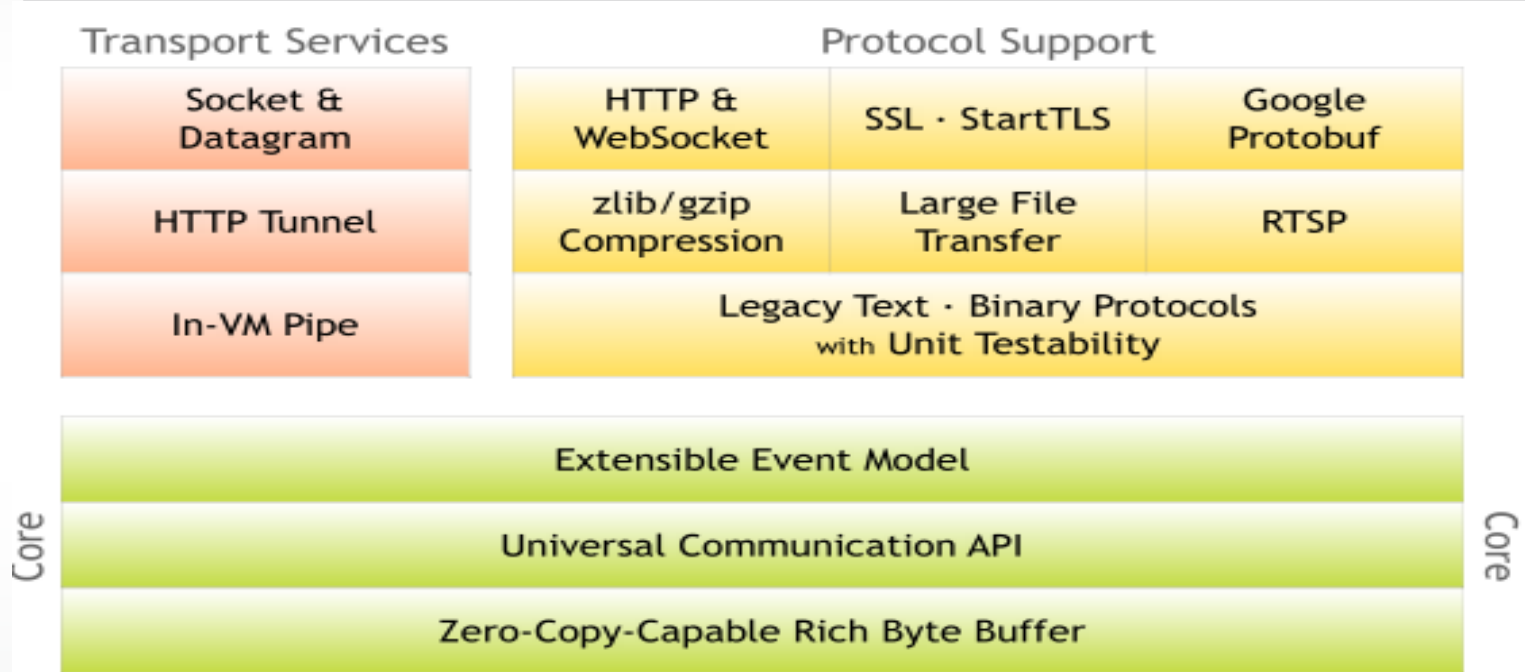 Transport Services
Socket &
Datagram
HTTP Tunnel
In-VM Pipe
Protocol Support
HTTP &
WebSocket
SSL · StartTLS
Google
Protobuf
zlib/gzip
Compression
Large File
Transfer
RTSP
Legacy Text · Binary Protocols
with Unit Testability
Core
Extensible Event Model
Universal Communication API
Zero-Copy-Capable Rich Byte Buffer
Core